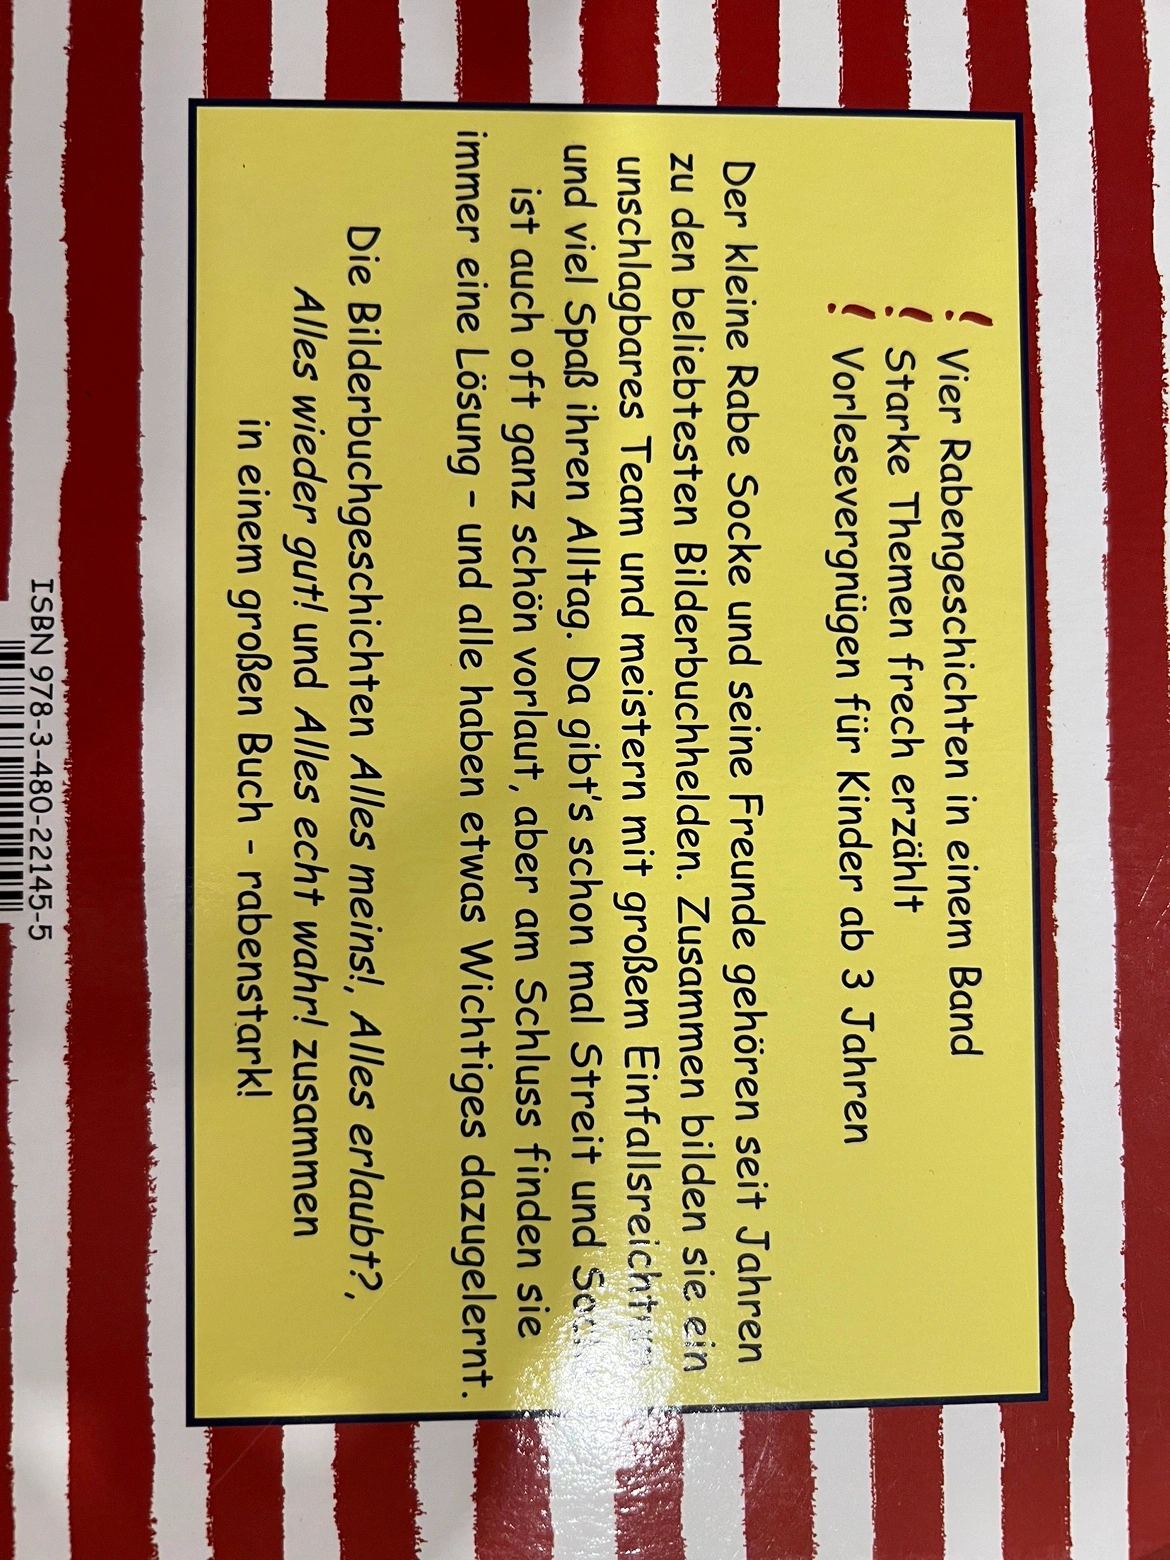 ! Vier Rabengeschichten in einem Band
! Starke Themen frech erzählt
! Vorlesevergnügen für Kinder ab 3 Jahren
Der kleine Rabe Socke und seine Freunde gehören seit Jahren
zu den beliebtesten Bilderbuchhelden. Zusammen bilden sie ein
unschlagbares Team und meistern mit großem Einfallsreichtum
und viel Spaß ihren Alltag. Da gibt's schon mal Streit und
ist auch oft ganz schön vorlaut, aber am Schluss finden sie
immer eine Lösung - und alle haben etwas Wichtiges dazugelernt.
Die Bilderbuchgeschichten Alles meins!, Alles erlaubt?,
Alles wieder gut! und Alles echt wahr! zusammen
in einem großen Buch - rabenstark!
ISBN 978-3-480-22145-5